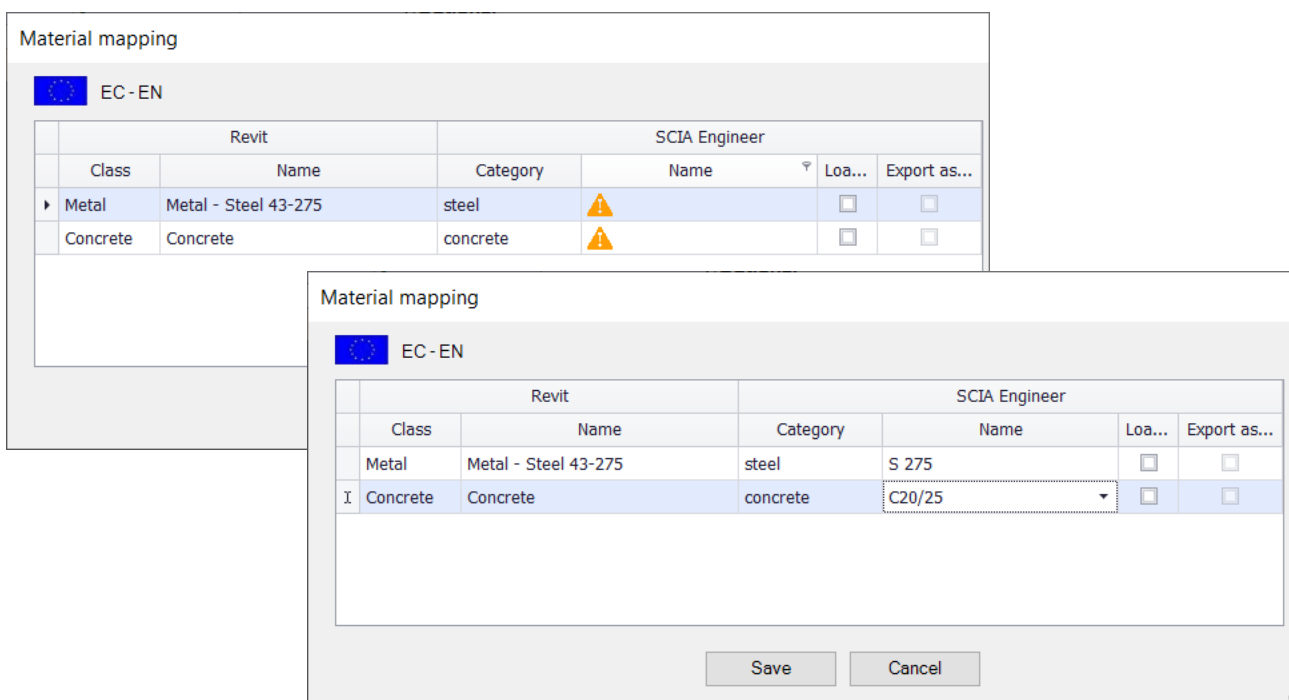 Material mapping
EC - EN
Revit SCIA Engineer
Class Name Category Name Loa... Export as...
Metal Metal - Steel 43-275 steel
Concrete Concrete concrete
Material mapping
EC - EN
Revit SCIA Engineer
Class Name Category Name Loa... Export as...
Metal Metal - Steel 43-275 steel S 275
Concrete Concrete concrete C20/25
Save Cancel